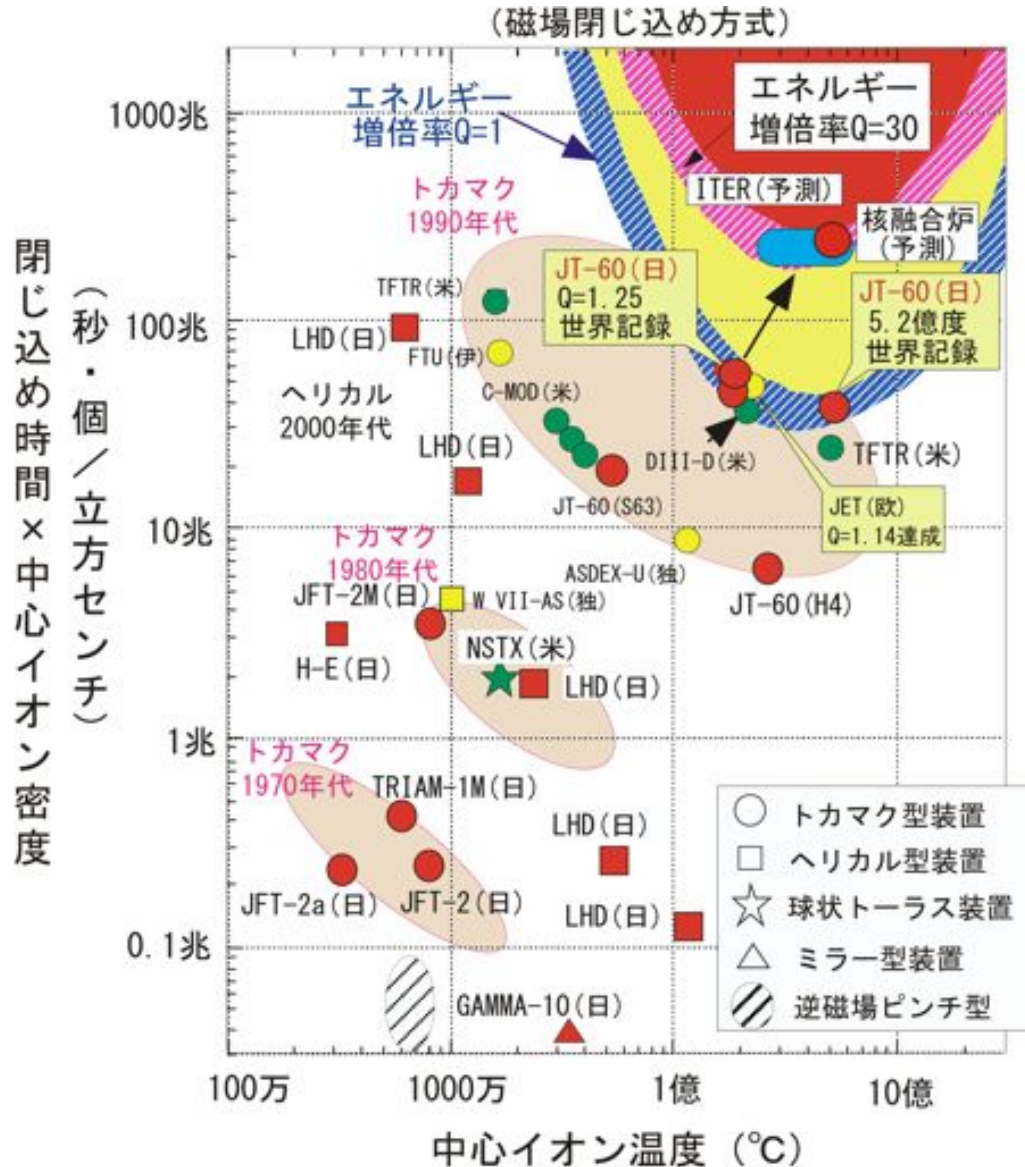 (磁場閉じ込め方式)
エネルギー
増倍率Q=1
エネルギー
増倍率Q=30
1000兆
100兆
10兆
1兆
0.1兆
閉じ込め時間×中心イオン密度
(秒・個/立方センチ)
トカマク
1990年代
ITER(予測)
核融合炉
(予測)
JT-60(日)
Q=1.25
世界記録
JT-60(日)
5.2億度
世界記録
TFTR(米)
LHD(日)
FTU(伊)
ヘリカル
2000年代
C-MOD(米)
LHD(日)
DIII-D(米)
TFTR(米)
JT-60(S63)
JET(欧)
Q=1.14達成
トカマク
1980年代
ASDEX-U(独)
JT-60(H4)
JFT-2M(日)
W VII-AS(独)
H-E(日)
NSTX(米)
LHD(日)
トカマク
1970年代
TRIAM-1M(日)
LHD(日)
JFT-2a(日)
JFT-2(日)
LHD(日)
GAMMA-10(日)
トカマク型装置
ヘリカル型装置
球状トーラス装置
ミラー型装置
逆磁場ピンチ型
100万
1000万
1億
10億
中心イオン温度(℃)